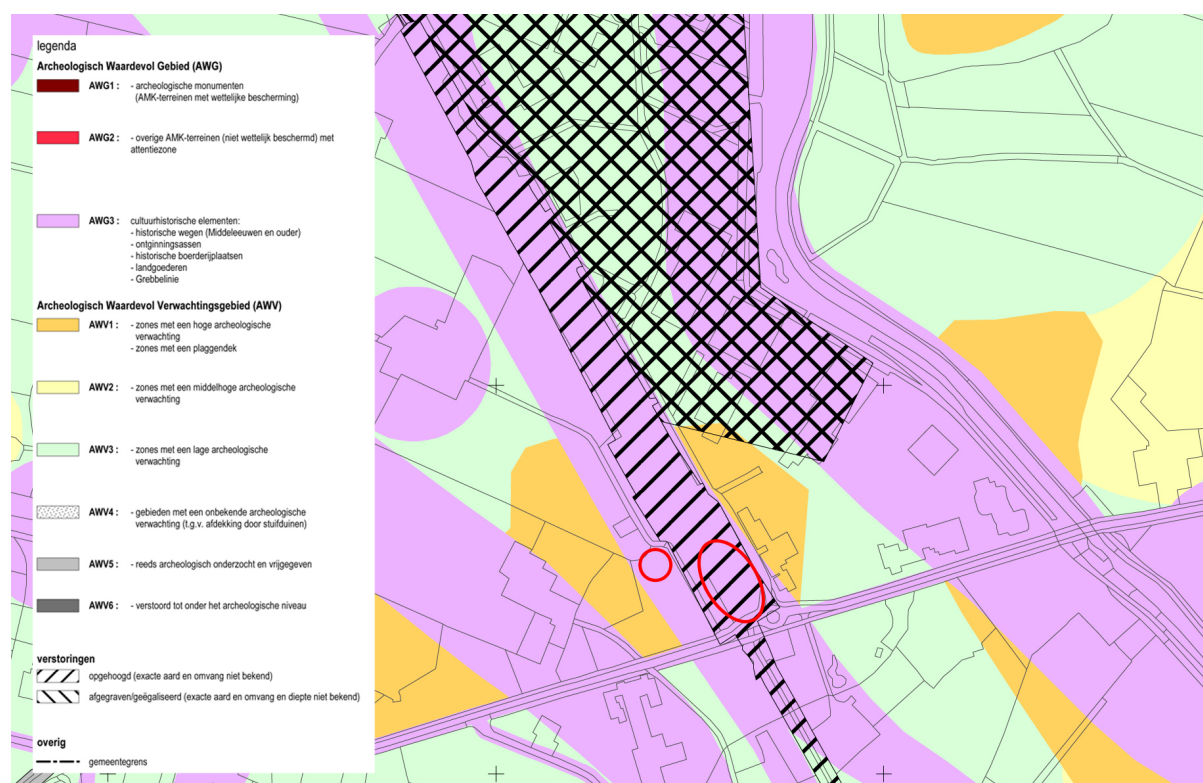 legenda
Archeologisch Waardevol Gebied (AWG)
AWG1 : - archeologische monumenten
(AMK-terreinen met wettelijke bescherming)
AWG2 : - overige AMK-terreinen (niet wettelijk beschermd) met
attentiezone
AWG3 : cultuurhistorische elementen:
- historische wegen (Middeleeuwen en ouder)
- ontginningsassen
- historische boerderijplaatsen
- landgoederen
- Grebbelinie
Archeologisch Waardevol Verwachtingsgebied (AWV)
AWV1 : - zones met een hoge archeologische
verwachting
- zones met een plaggendek
AWV2 : - zones met een middelhoge archeologische
verwachting
AWV3 : - zones met een lage archeologische
verwachting
AWV4 : - gebieden met een onbekende archeologische
verwachting (t.g.v. afdekking door stuifduinen)
AWV5 : - reeds archeologisch onderzocht en vrijgegeven
AWV6 : - verstoord tot onder het archeologische niveau
verstoringen
opgehoogd (exacte aard en omvang niet bekend)
afgegraven/geëgaliseerd (exacte aard en omvang en diepte niet bekend)
overig
gemeentegrens